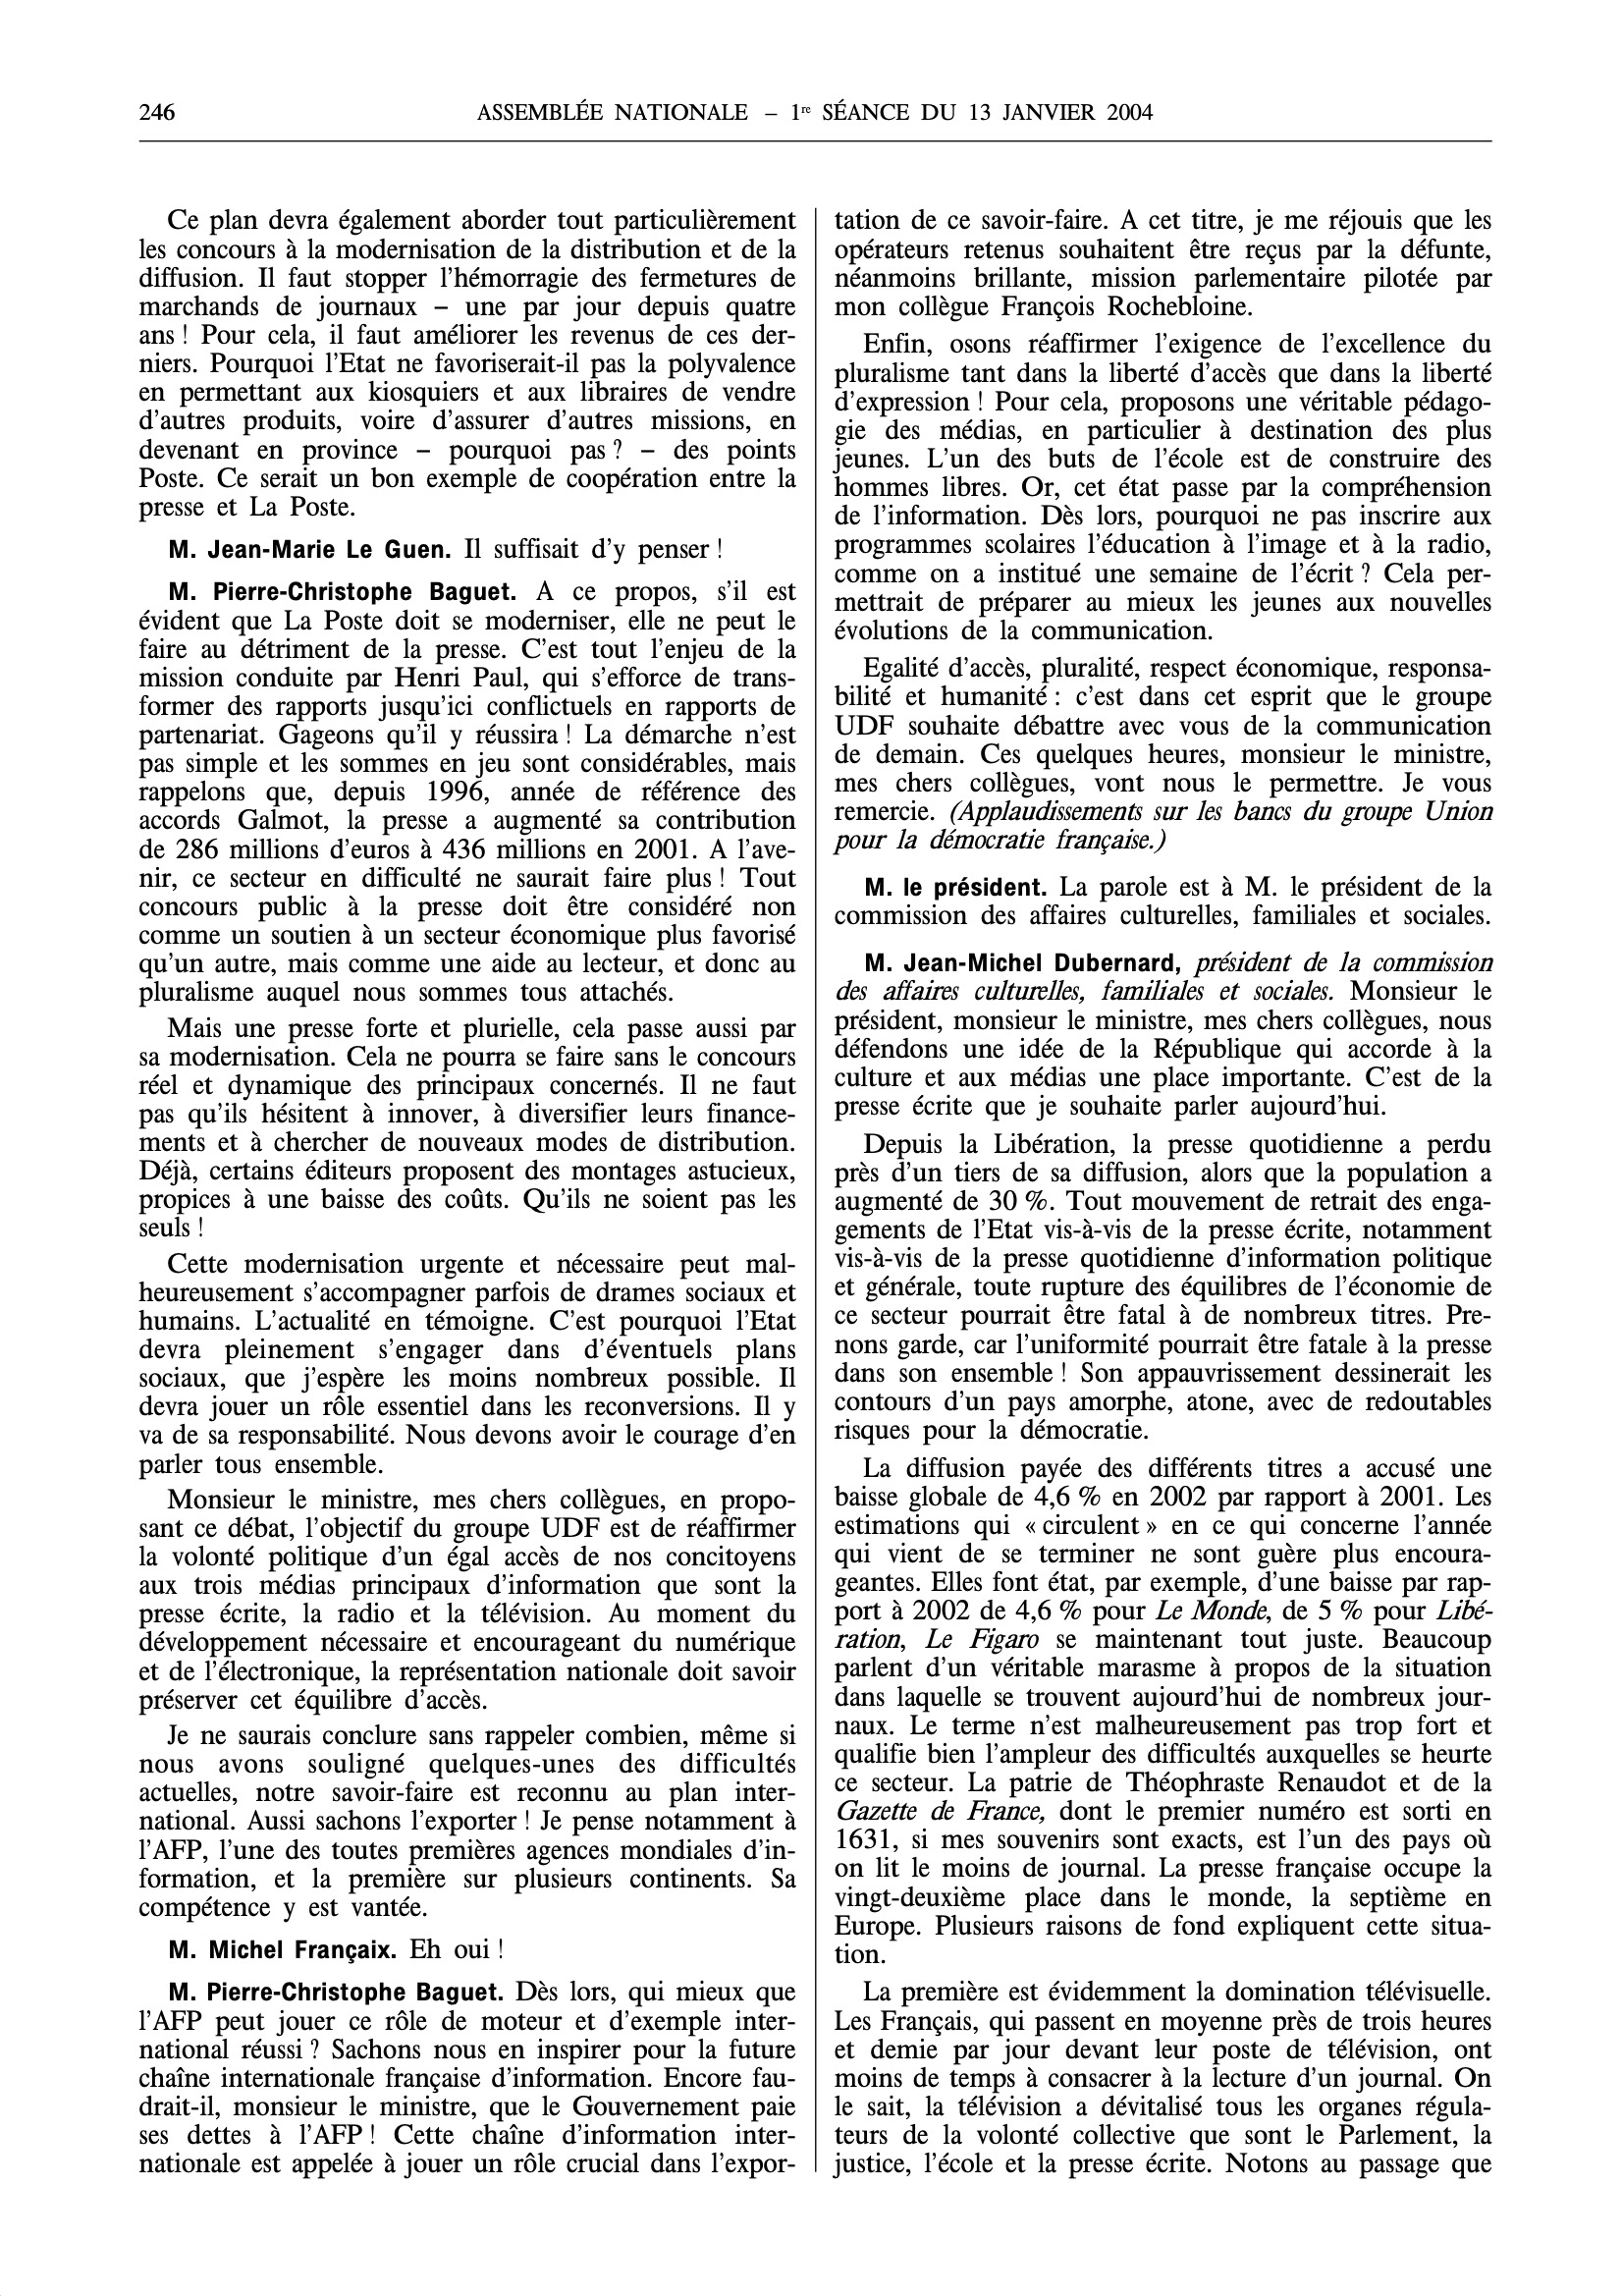 246
ASSEMBLÉE NATIONALE – 1re SÉANCE DU 13 JANVIER 2004
Ce plan devra également aborder tout particulièrement
les concours à la modernisation de la distribution et de la
diffusion. Il faut stopper l'hémorragie des fermetures de
marchands de journaux – une par jour depuis quatre
ans ! Pour cela, il faut améliorer les revenus de ces der-
niers. Pourquoi l'Etat ne favoriserait-il pas la polyvalence
en permettant aux kiosquiers et aux libraires de vendre
d'autres produits, voire d'assurer d'autres missions, en
devenant en province – pourquoi pas ? – des points
Poste. Ce serait un bon exemple de coopération entre la
presse et La Poste.
M. Jean-Marie Le Guen. Il suffisait d'y penser !
M. Pierre-Christophe Baguet. A ce propos, s'il est
évident que La Poste doit se moderniser, elle ne peut le
faire au détriment de la presse. C'est tout l'enjeu de la
mission conduite par Henri Paul, qui s'efforce de trans-
former des rapports jusqu'ici conflictuels en rapports de
partenariat. Gageons qu'il y réussira ! La démarche n'est
pas simple et les sommes en jeu sont considérables, mais
rappelons que, depuis 1996, année de référence des
accords Galmot, la presse a augmenté sa contribution
de 286 millions d'euros à 436 millions en 2001. A l'ave-
nir, ce secteur en difficulté ne saurait faire plus ! Tout
concours public à la presse doit être considéré non
comme un soutien à un secteur économique plus favorisé
qu'un autre, mais comme une aide au lecteur, et donc au
pluralisme auquel nous sommes tous attachés.
Mais une presse forte et plurielle, cela passe aussi par
sa modernisation. Cela ne pourra se faire sans le concours
réel et dynamique des principaux concernés. Il ne faut
pas qu'ils hésitent à innover, à diversifier leurs finance-
ments et à chercher de nouveaux modes de distribution.
Déjà, certains éditeurs proposent des montages astucieux,
propices à une baisse des coûts. Qu'ils ne soient pas les
seuls !
Cette modernisation urgente et nécessaire peut mal-
heureusement s'accompagner parfois de drames sociaux et
humains. L'actualité en témoigne. C'est pourquoi l'Etat
devra pleinement s'engager dans d'éventuels plans
sociaux, que j'espère les moins nombreux possible. Il
devra jouer un rôle essentiel dans les reconversions. Il y
va de sa responsabilité. Nous devons avoir le courage d'en
parler tous ensemble.
Monsieur le ministre, mes chers collègues, en propo-
sant ce débat, l'objectif du groupe UDF est de réaffirmer
la volonté politique d'un égal accès de nos concitoyens
aux trois médias principaux d'information que sont la
presse écrite, la radio et la télévision. Au moment du
développement nécessaire et encourageant du numérique
et de l'électronique, la représentation nationale doit savoir
préserver cet équilibre d'accès.
Je ne saurais conclure sans rappeler combien, même si
nous avons souligné quelques-unes des difficultés
actuelles, notre savoir-faire est reconnu au plan inter-
national. Aussi sachons l'exporter ! Je pense notamment à
l'AFP, l'une des toutes premières agences mondiales d'in-
formation, et la première sur plusieurs continents. Sa
compétence y est vantée.
M. Michel Françaix. Eh oui !
M. Pierre-Christophe Baguet. Dès lors, qui mieux que
l'AFP peut jouer ce rôle de moteur et d'exemple inter-
national réussi ? Sachons nous en inspirer pour la future
chaîne internationale française d'information. Encore fau-
drait-il, monsieur le ministre, que le Gouvernement paie
ses dettes à l'AFP ! Cette chaîne d'information inter-
nationale est appelée à jouer un rôle crucial dans l'expor-
tation de ce savoir-faire. A cet titre, je me réjouis que les
opérateurs retenus souhaitent être reçus par la défunte,
néanmoins brillante, mission parlementaire pilotée par
mon collègue François Rochebloine.
Enfin, osons réaffirmer l'exigence de l'excellence du
pluralisme tant dans la liberté d'accès que dans la liberté
d'expression ! Pour cela, proposons une véritable pédago-
gie des médias, en particulier à destination des plus
jeunes. L'un des buts de l'école est de construire des
hommes libres. Or, cet état passe par la compréhension
de l'information. Dès lors, pourquoi ne pas inscrire aux
programmes scolaires l'éducation à l'image et à la radio,
comme on a institué une semaine de l'écrit ? Cela per-
mettrait de préparer au mieux les jeunes aux nouvelles
évolutions de la communication.
Egalité d'accès, pluralité, respect économique, responsa-
bilité et humanité : c'est dans cet esprit que le groupe
UDF souhaite débattre avec vous de la communication
de demain. Ces quelques heures, monsieur le ministre,
mes chers collègues, vont nous le permettre. Je vous
remercie. (Applaudissements sur les bancs du groupe Union
pour la démocratie française.)
M. le président. La parole est à M. le président de la
commission des affaires culturelles, familiales et sociales.
M. Jean-Michel Dubernard, président de la commission
des affaires culturelles, familiales et sociales. Monsieur le
président, monsieur le ministre, mes chers collègues, nous
défendons une idée de la République qui accorde à la
culture et aux médias une place importante. C'est de la
presse écrite que je souhaite parler aujourd'hui.
Depuis la Libération, la presse quotidienne a perdu
près d'un tiers de sa diffusion, alors que la population a
augmenté de 30 %. Tout mouvement de retrait des enga-
gements de l'Etat vis-à-vis de la presse écrite, notamment
vis-à-vis de la presse quotidienne d'information politique
et générale, toute rupture des équilibres de l'économie de
ce secteur pourrait être fatal à de nombreux titres. Pre-
nons garde, car l'uniformité pourrait être fatale à la presse
dans son ensemble ! Son appauvrissement dessinerait les
contours d'un pays amorphe, atone, avec de redoutables
risques pour la démocratie.
La diffusion payée des différents titres a accusé une
baisse globale de 4,6 % en 2002 par rapport à 2001. Les
estimations qui « circulent » en ce qui concerne l'année
qui vient de se terminer ne sont guère plus encoura-
geantes. Elles font état, par exemple, d'une baisse par rap-
port à 2002 de 4,6 % pour Le Monde, de 5 % pour Libé-
ration, Le Figaro se maintenant tout juste. Beaucoup
parlent d'un véritable marasme à propos de la situation
dans laquelle se trouvent aujourd'hui de nombreux jour-
naux. Le terme n'est malheureusement pas trop fort et
qualifie bien l'ampleur des difficultés auxquelles se heurte
ce secteur. La patrie de Théophraste Renaudot et de la
Gazette de France, dont le premier numéro est sorti en
1631, si mes souvenirs sont exacts, est l'un des pays où
on lit le moins de journal. La presse française occupe la
vingt-deuxième place dans le monde, la septième en
Europe. Plusieurs raisons de fond expliquent cette situa-
tion.
La première est évidemment la domination télévisuelle.
Les Français, qui passent en moyenne près de trois heures
et demie par jour devant leur poste de télévision, ont
moins de temps à consacrer à la lecture d'un journal. On
le sait, la télévision a dévitalisé tous les organes régula-
teurs de la volonté collective que sont le Parlement, la
justice, l'école et la presse écrite. Notons au passage que